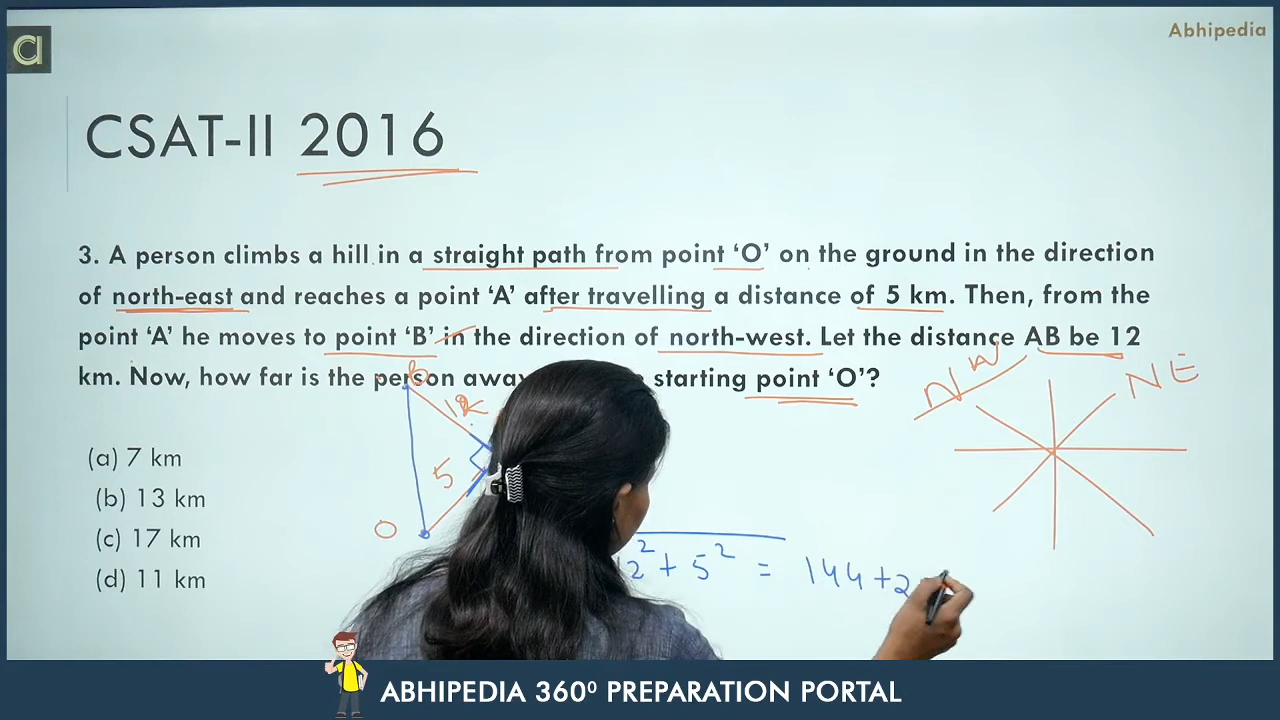 Abhipedia
a
CSAT-II 2016
3. A person climbs a hill in a straight path from point ‘O’ on the ground in the direction
of north-east and reaches a point ‘A’ after travelling a distance of 5 km. Then, from the
point ‘A’ he moves to point ‘B’ in the direction of north-west. Let the distance AB be 12
km. Now, how far is the person away starting point ‘O’?
NW
NE
B
12
5
O
(a) 7 km
(b) 13 km
(c) 17 km
(d) 11 km
2² + 5² = 144 + 2
ABHIPEDIA 360⁰ PREPARATION PORTAL